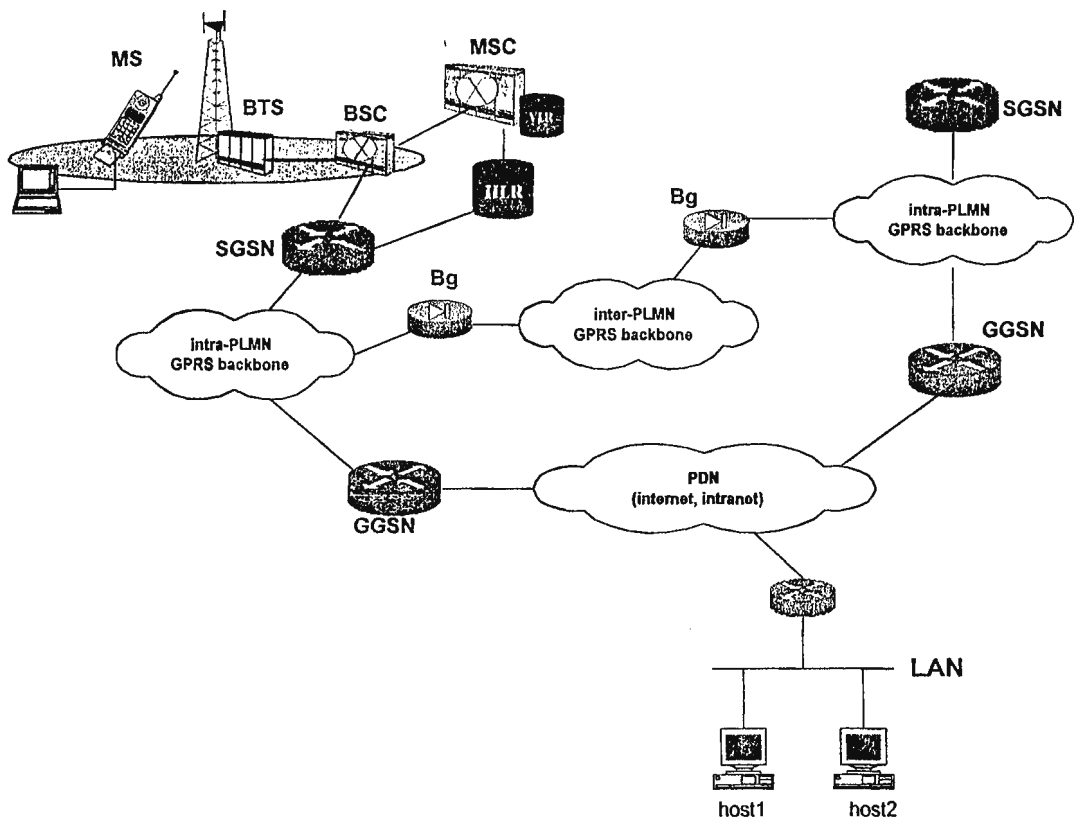 MS
BTS
BSC
MSC
VLR
HLR
SGSN
SGSN
Bg
Bg
intra-PLMN
GPRS backbone
inter-PLMN
GPRS backbone
intra-PLMN
GPRS backbone
GGSN
GGSN
PDN
(internet, intranet)
LAN
host1
host2